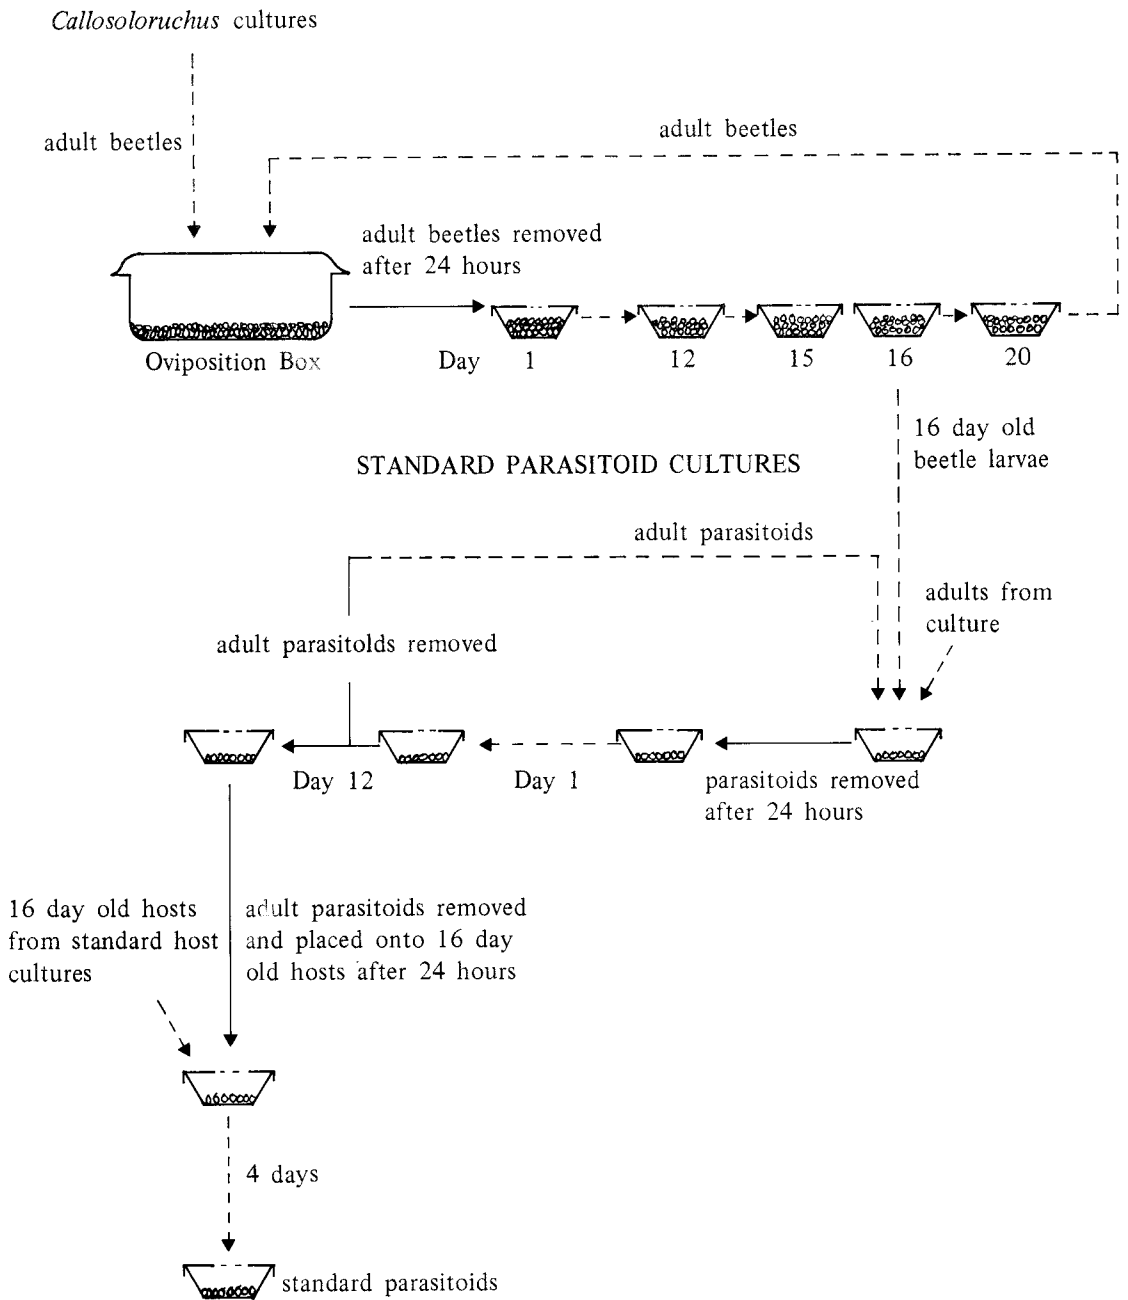 Callosoloruchus cultures
adult beetles
adult beetles
adult beetles removed
after 24 hours
Oviposition Box
Day 1 12 15 16 20
16 day old
beetle larvae
STANDARD PARASITOID CULTURES
adult parasitoids
adults from
culture
adult parasitolds removed
Day 12
Day 1
parasitoids removed
after 24 hours
16 day old hosts
from standard host
cultures
adult parasitoids removed
and placed onto 16 day
old hosts after 24 hours
4 days
standard parasitoids